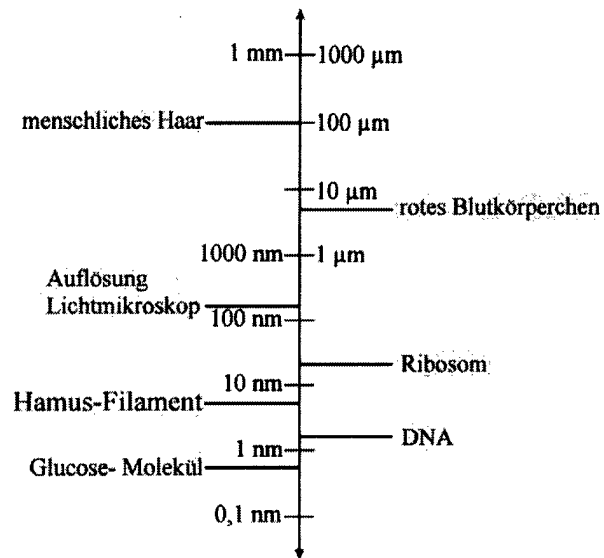 1 mm 1000 µm
menschliches Haar 100 µm
10 µm
rotes Blutkörperchen
1000 nm 1 µm
Auflösung
Lichtmikroskop
100 nm
Ribosom
10 nm
Hamus-Filament
DNA
1 nm
Glucose- Molekül
0,1 nm